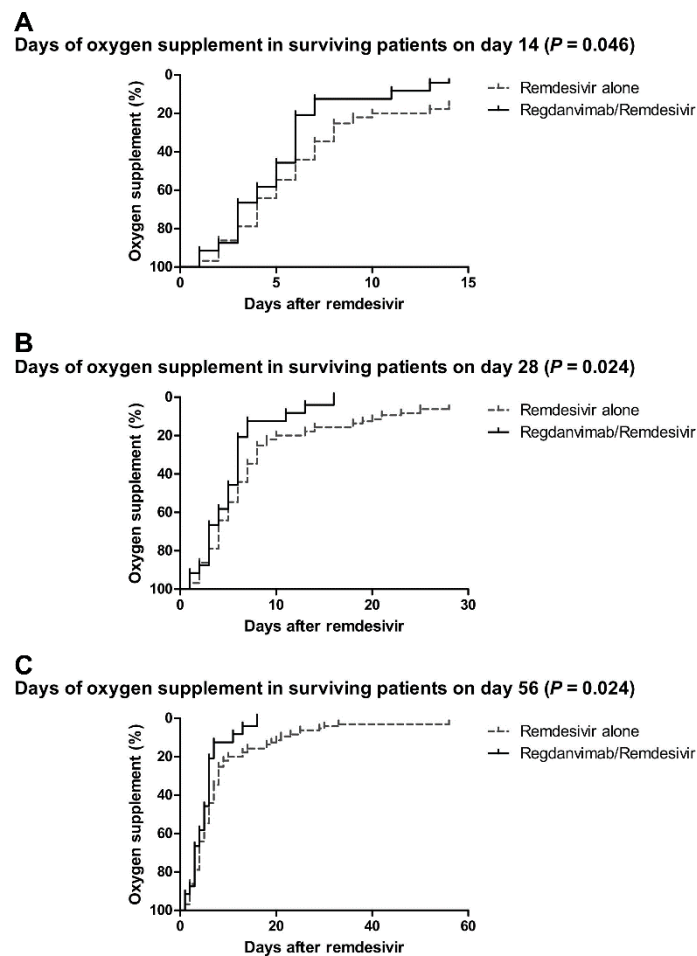 A
Days of oxygen supplement in surviving patients on day 14 (P = 0.046)
Oxygen supplement (%)
0
20
40
60
80
100
0
5
10
15
Days after remdesivir
Remdesivir alone
Regdanvimab/Remdesivir
B
Days of oxygen supplement in surviving patients on day 28 (P = 0.024)
Oxygen supplement (%)
0
20
40
60
80
100
0
10
20
30
Days after remdesivir
Remdesivir alone
Regdanvimab/Remdesivir
C
Days of oxygen supplement in surviving patients on day 56 (P = 0.024)
Oxygen supplement (%)
0
20
40
60
80
100
0
20
40
60
Days after remdesivir
Remdesivir alone
Regdanvimab/Remdesivir